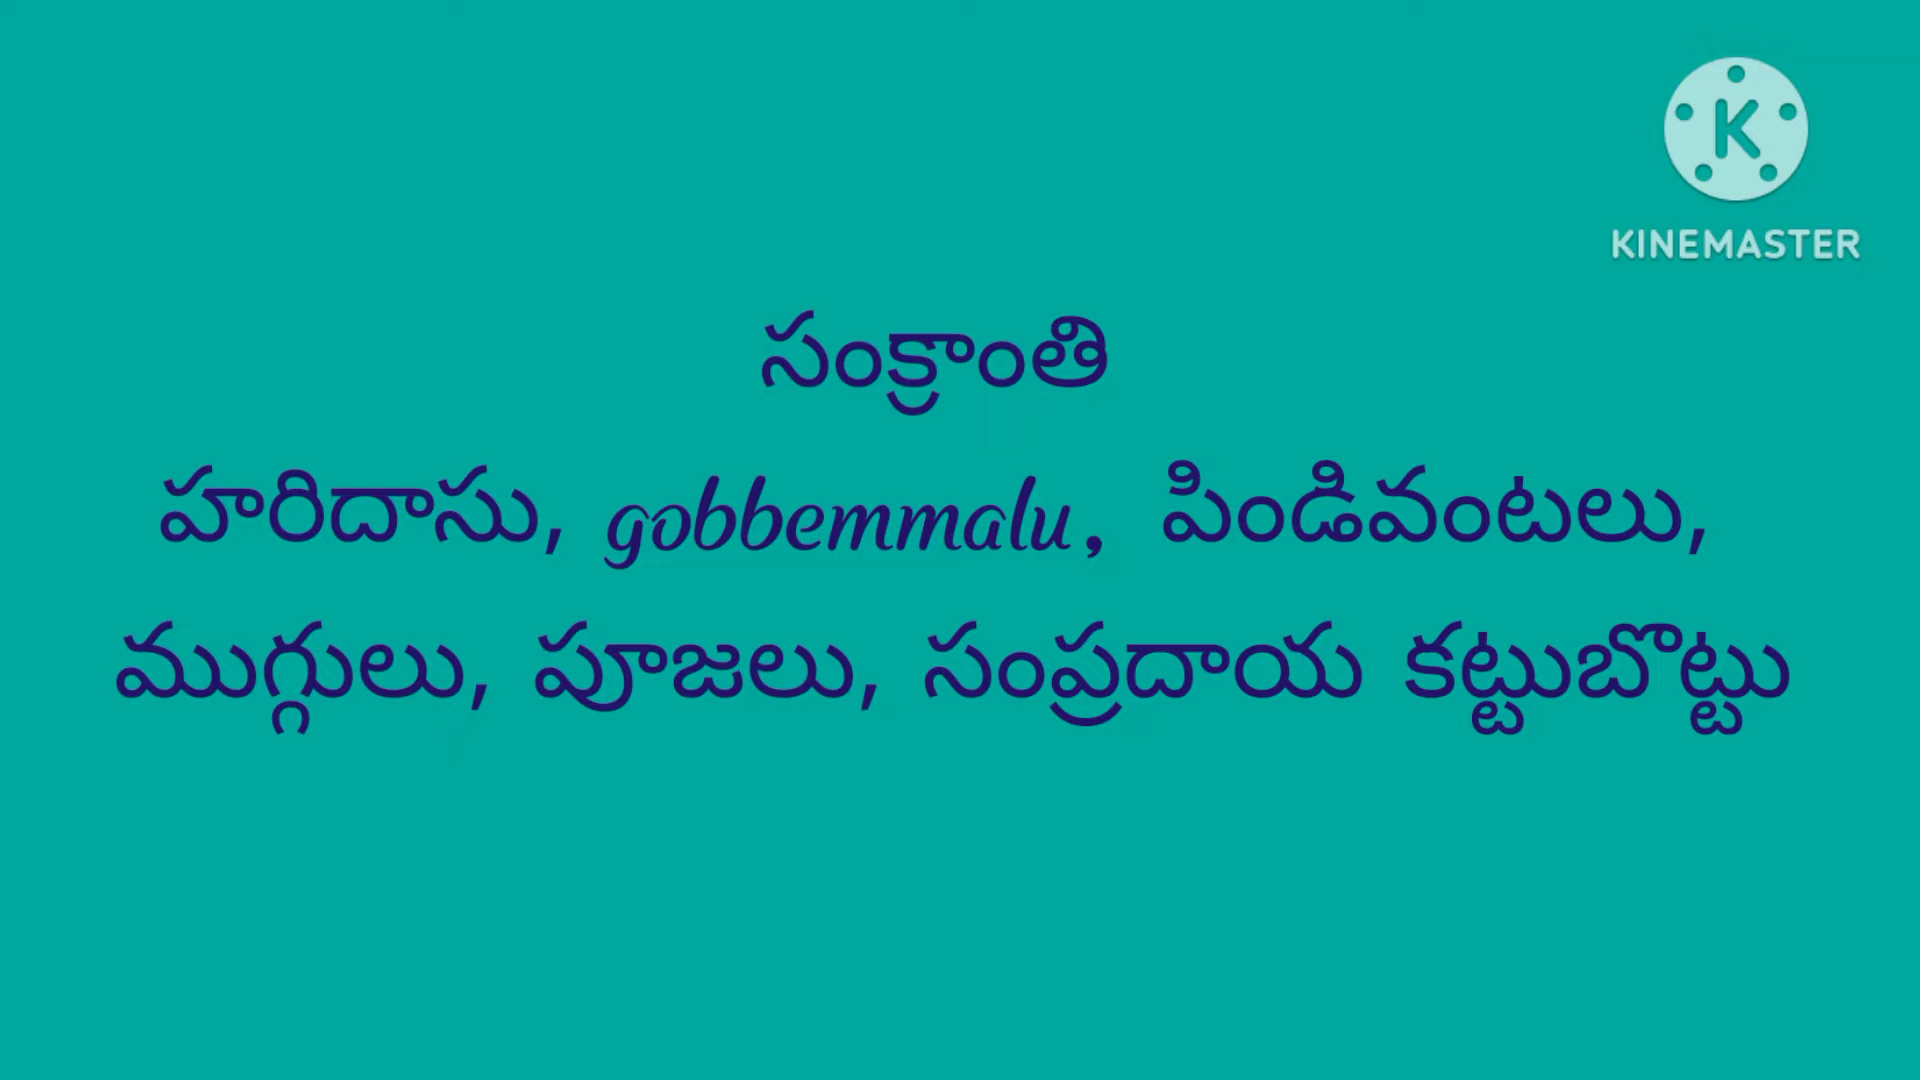 KINEMASTER
సంక్రాంతి
హరిదాసు, gobbemmalu, పిండివంటలు,
ముగ్గులు, పూజలు, సంప్రదాయ కట్టుబొట్టు